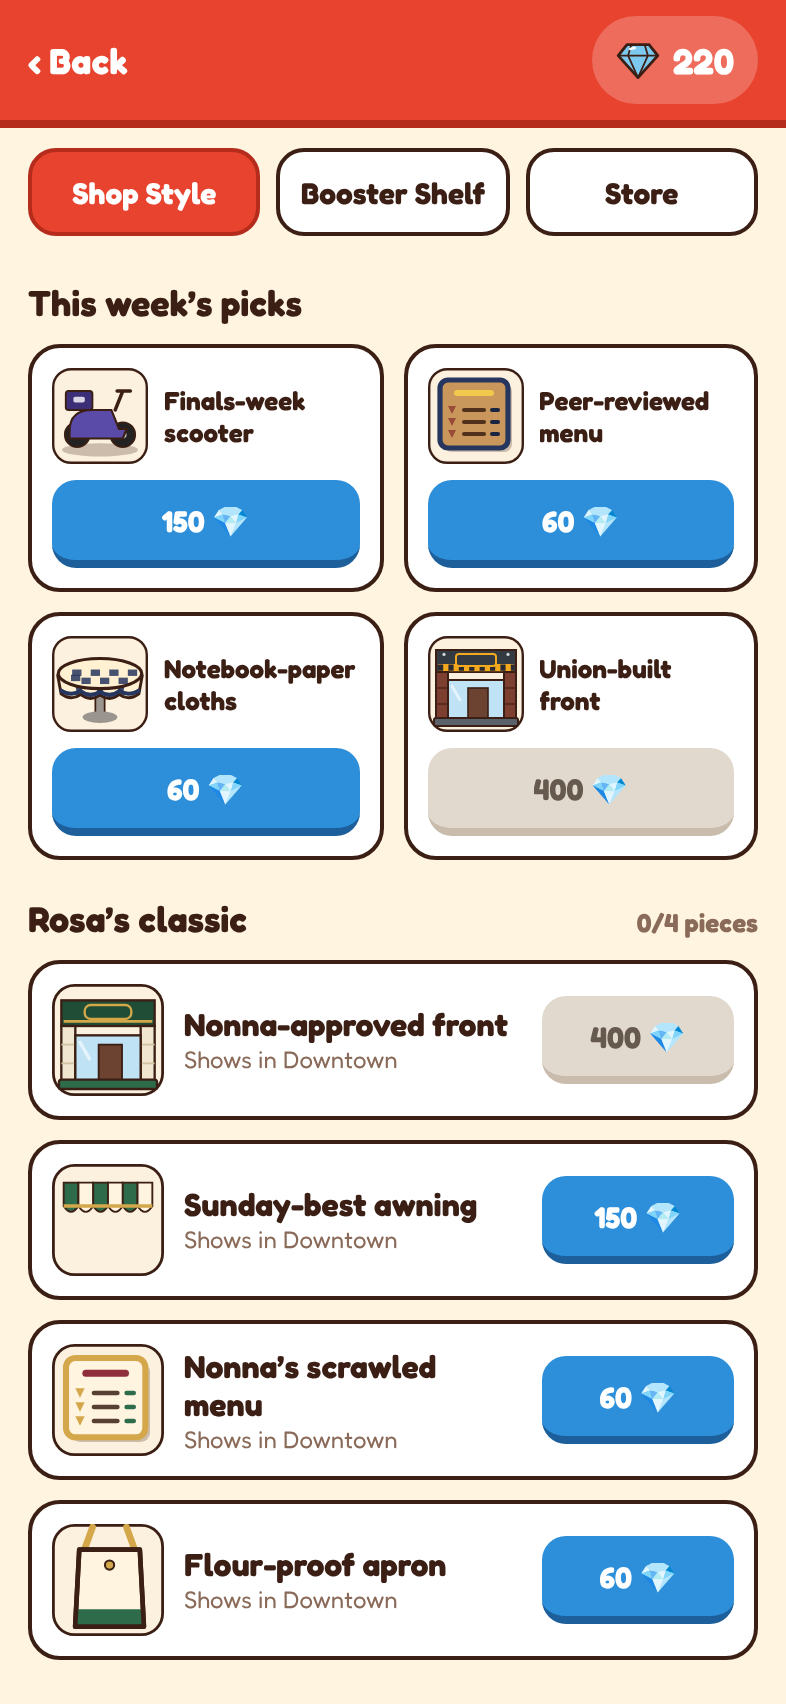 ‹ Back
220
Shop Style
Booster Shelf
Store
This week’s picks
Finals-week
scooter
150
Peer-reviewed
menu
60
Notebook-paper
cloths
60
Union-built
front
400
Rosa’s classic
0/4 pieces
Nonna-approved front
Shows in Downtown
400
Sunday-best awning
Shows in Downtown
150
Nonna’s scrawled
menu
Shows in Downtown
60
Flour-proof apron
Shows in Downtown
60